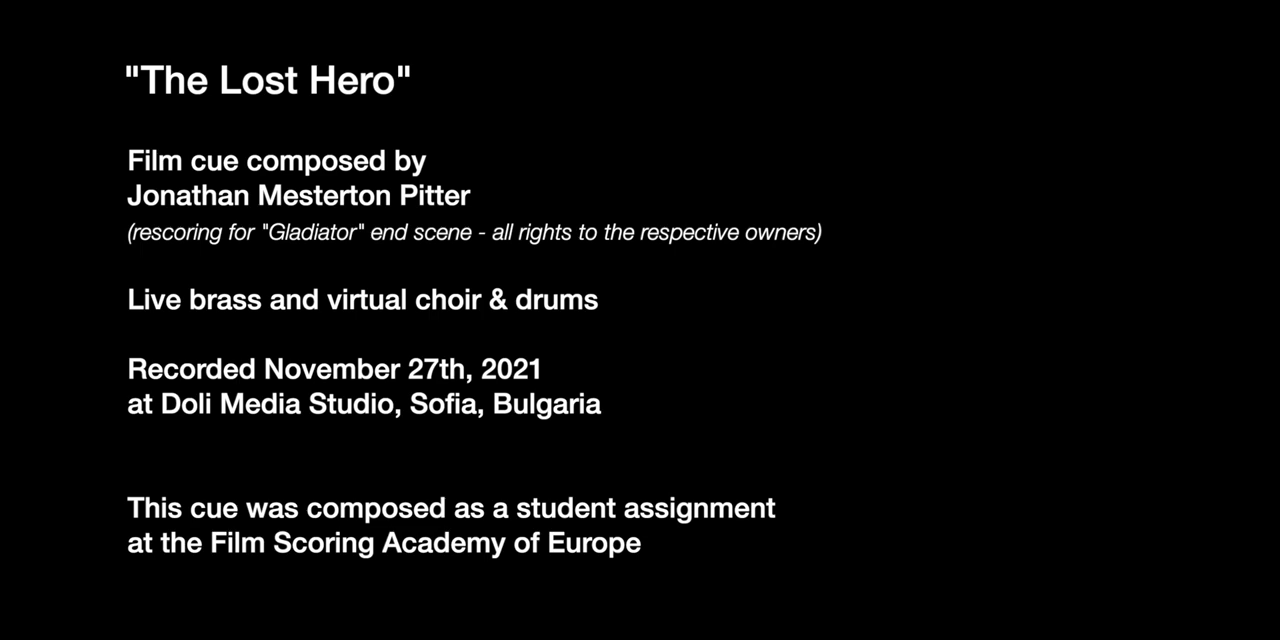 "The Lost Hero"
Film cue composed by
Jonathan Mesterton Pitter
(rescoring for "Gladiator" end scene - all rights to the respective owners)
Live brass and virtual choir & drums
Recorded November 27th, 2021
at Doli Media Studio, Sofia, Bulgaria
This cue was composed as a student assignment
at the Film Scoring Academy of Europe